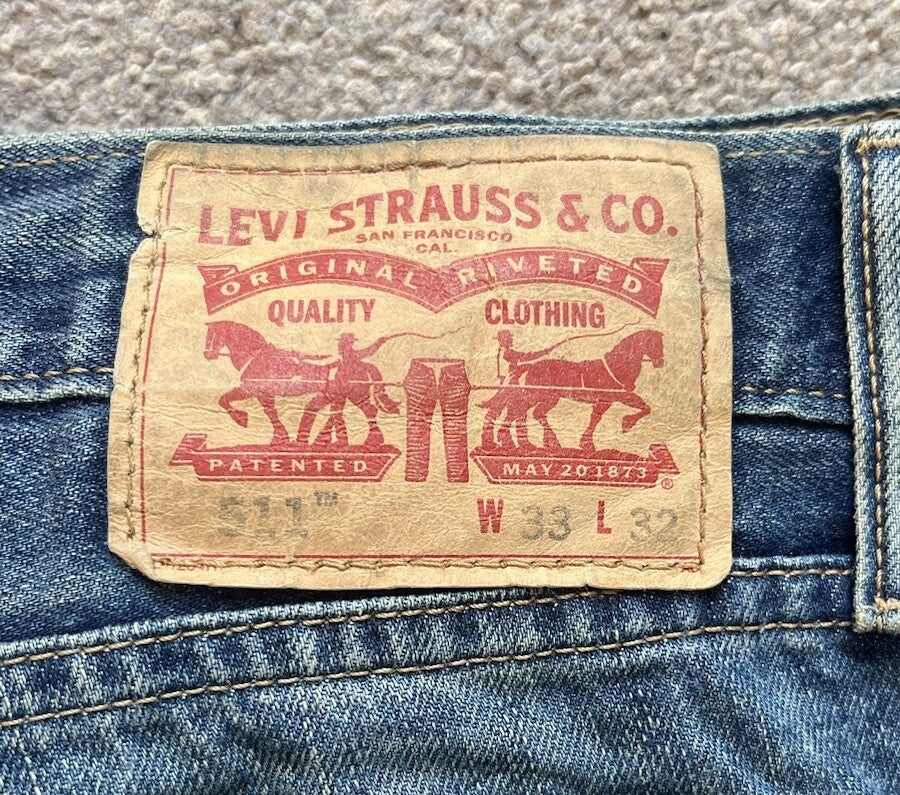 LEVI STRAUSS & CO.
SAN FRANCISCO
CAL
ORIGINAL RIVETED
QUALITY CLOTHING
PATENTED MAY 20 1873 ®
511™ W 33 L 32